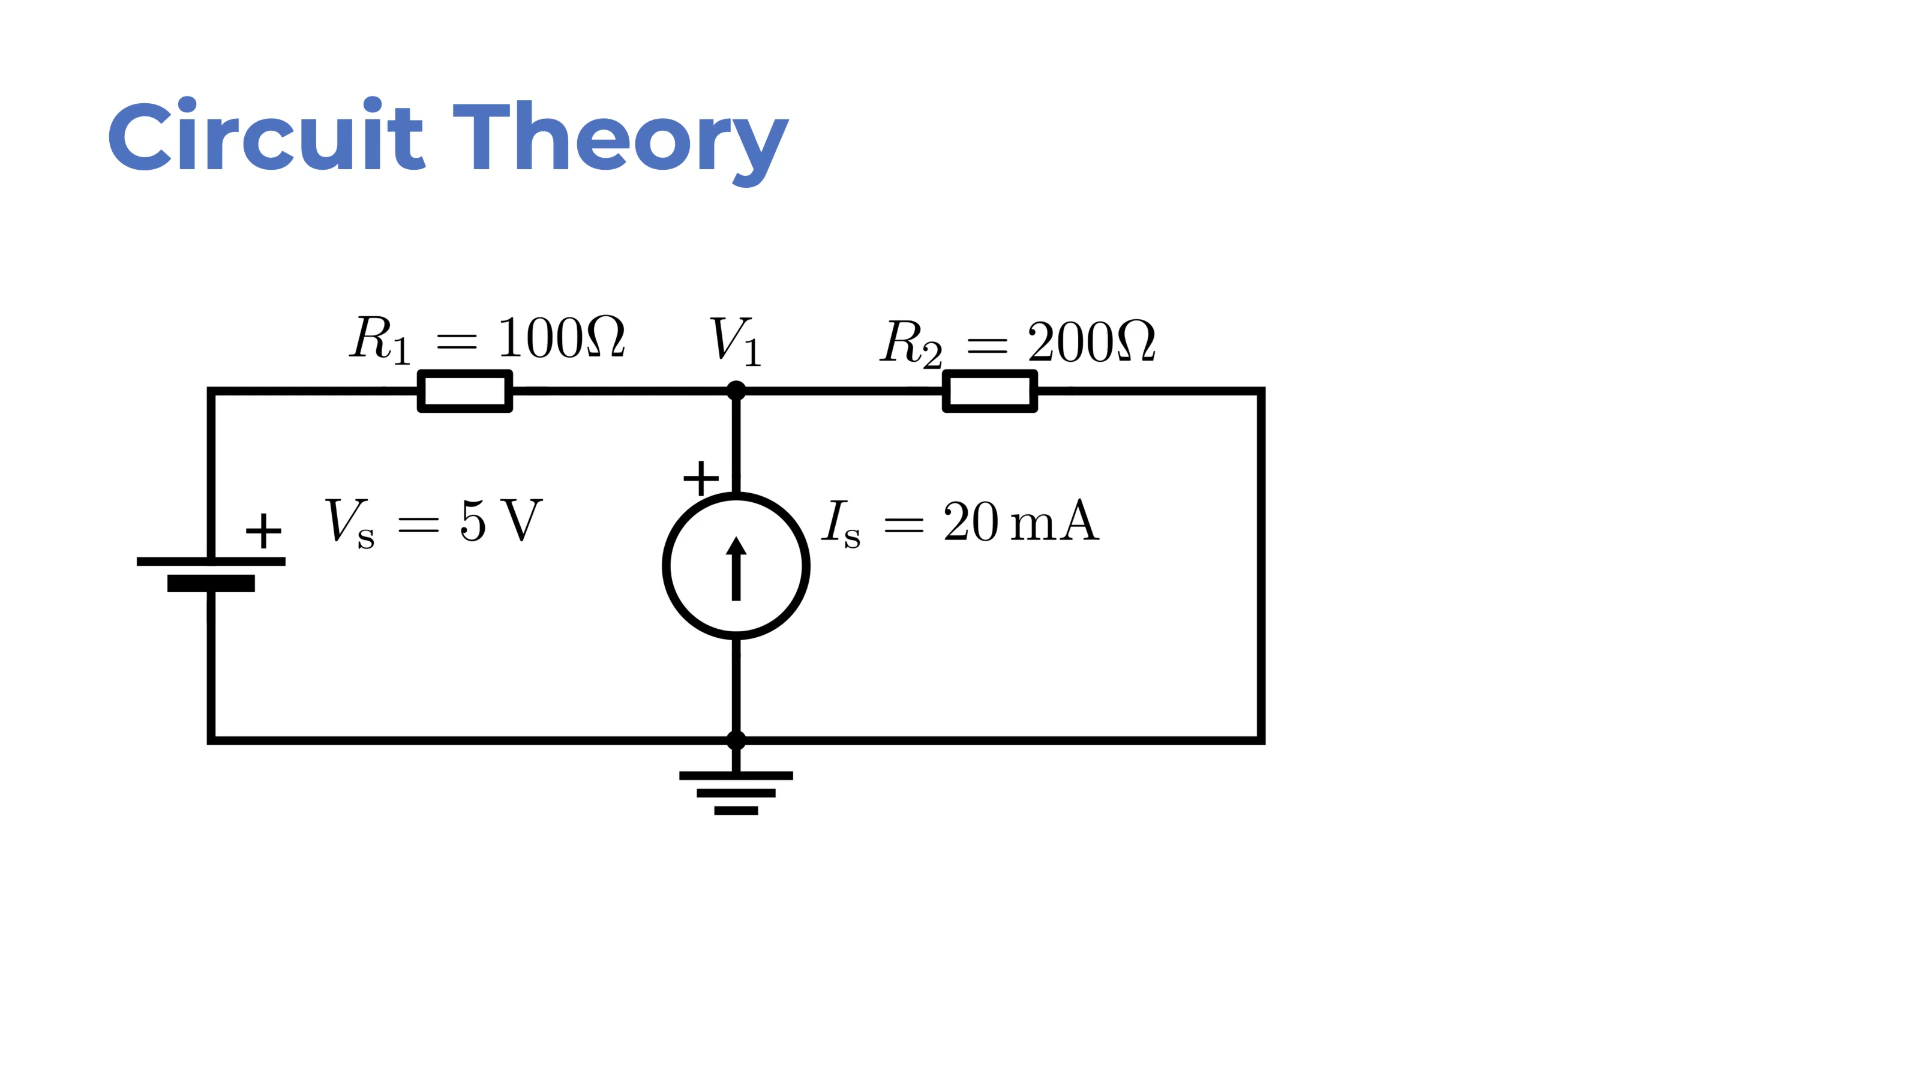 Circuit Theory
R₁ = 100Ω
V₁
R₂ = 200Ω
+
+ Vₛ = 5 V
Iₛ = 20 mA